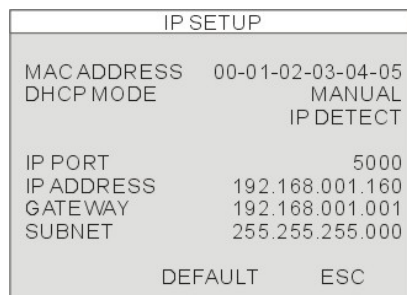 IP SETUP
MAC ADDRESS 00-01-02-03-04-05
DHCP MODE MANUAL
IP DETECT
IP PORT 5000
IP ADDRESS 192.168.001.160
GATEWAY 192.168.001.001
SUBNET 255.255.255.000
DEFAULT ESC